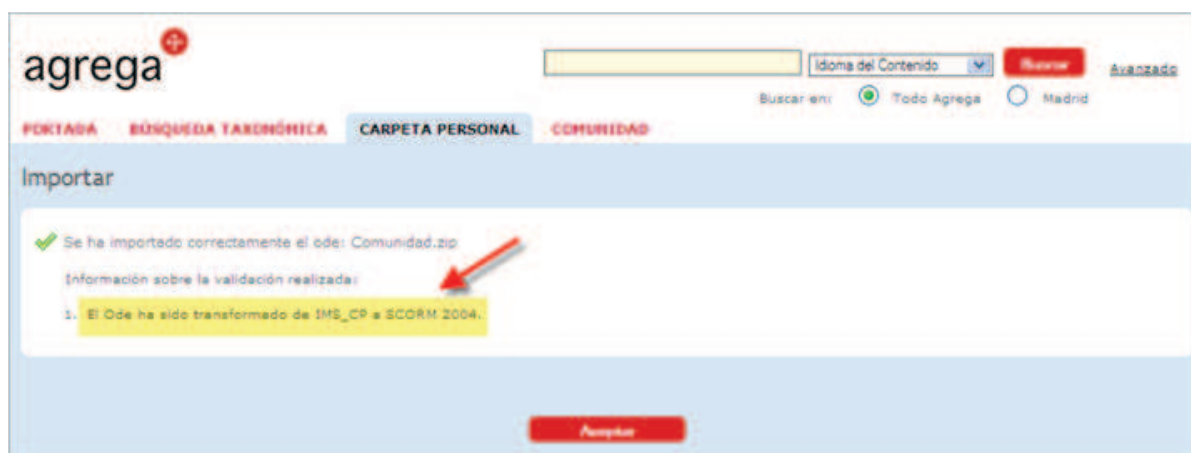 agrega
Idioma del Contenido Buscar Avanzado
Buscar en: Todo Agrega Madrid
PORTADA BÚSQUEDA TAXONÓMICA CARPETA PERSONAL COMUNIDAD
Importar
Se ha importado correctamente el ode: Comunidad.zip
Información sobre la validación realizada:
1. El Ode ha sido transformado de IMS_CP a SCORM 2004.
Aceptar